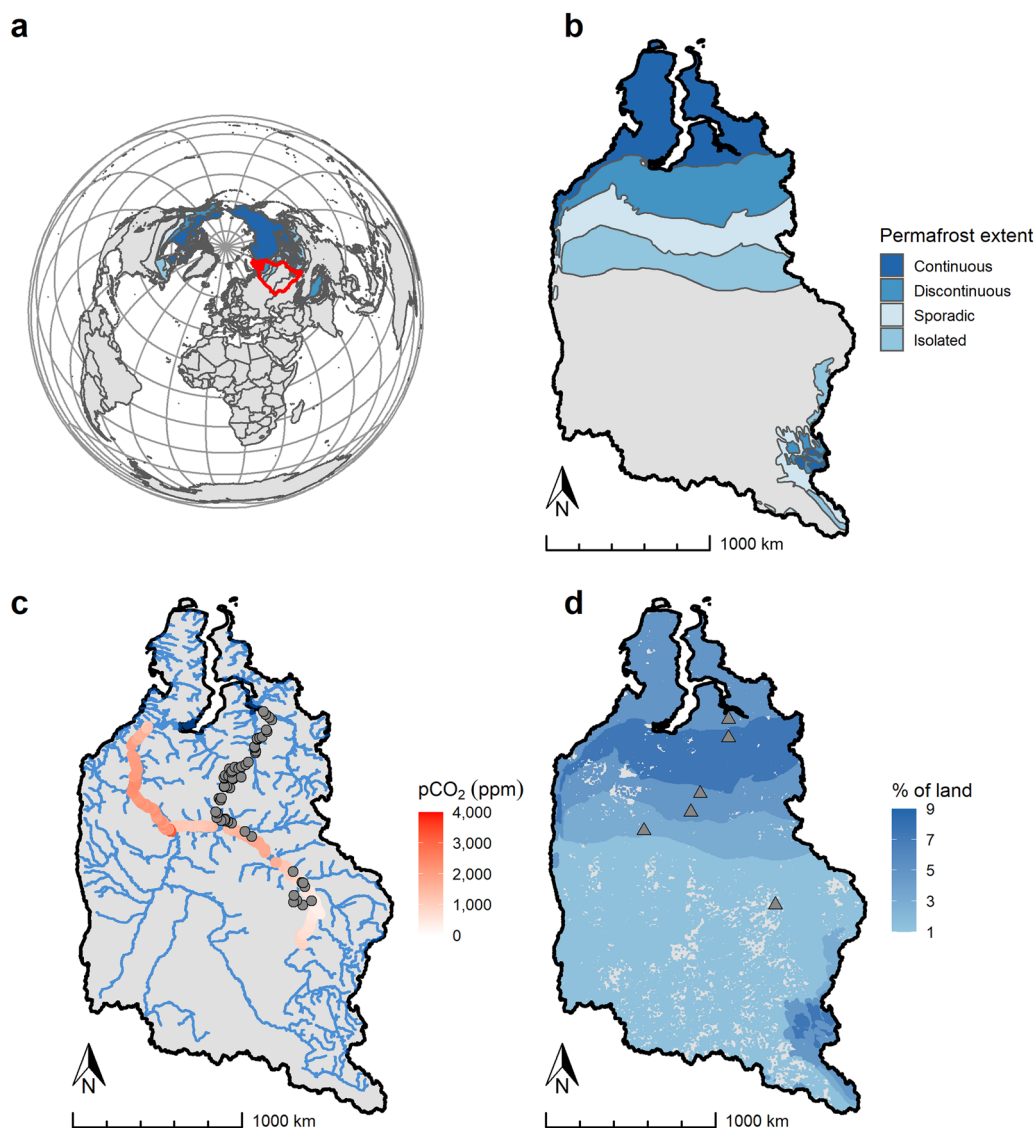 a
b
Permafrost extent
Continuous
Discontinuous
Sporadic
Isolated
N
1000 km
c
d
pCO₂ (ppm)
4,000
3,000
2,000
1,000
0
% of land
9
7
5
3
1
N
1000 km
N
1000 km